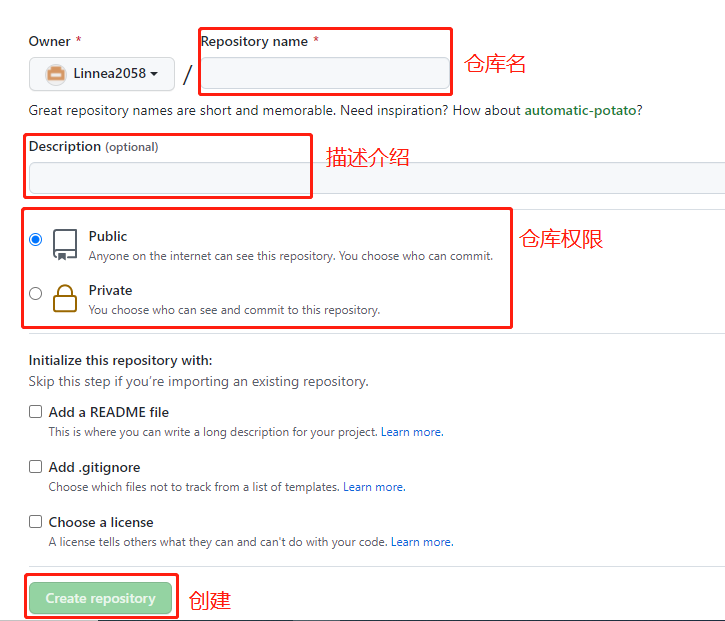 Owner *
Repository name *
Linnea2058
/
仓库名
Great repository names are short and memorable. Need inspiration? How about automatic-potato?
Description (optional)
描述介绍
Public
Anyone on the internet can see this repository. You choose who can commit.
仓库权限
Private
You choose who can see and commit to this repository.
Initialize this repository with:
Skip this step if you’re importing an existing repository.
Add a README file
This is where you can write a long description for your project. Learn more.
Add .gitignore
Choose which files not to track from a list of templates. Learn more.
Choose a license
A license tells others what they can and can't do with your code. Learn more.
Create repository
创建